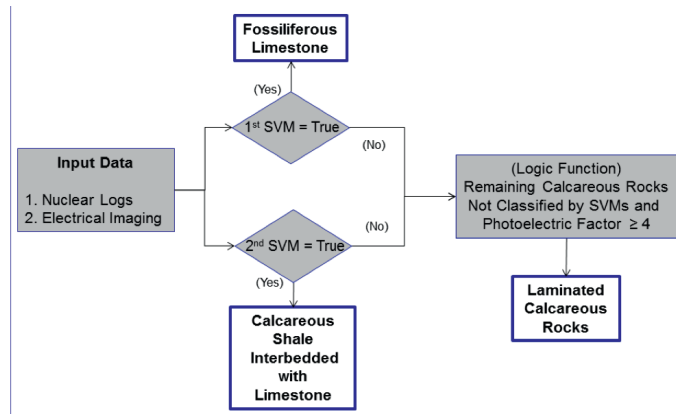 Fossiliferous
Limestone
(Yes)
1st SVM = True
(No)
Input Data
1. Nuclear Logs
2. Electrical Imaging
(Logic Function)
Remaining Calcareous Rocks
Not Classified by SVMs and
Photoelectric Factor ≥ 4
(No)
2nd SVM = True
(Yes)
Calcareous
Shale
Interbedded
with
Limestone
Laminated
Calcareous
Rocks